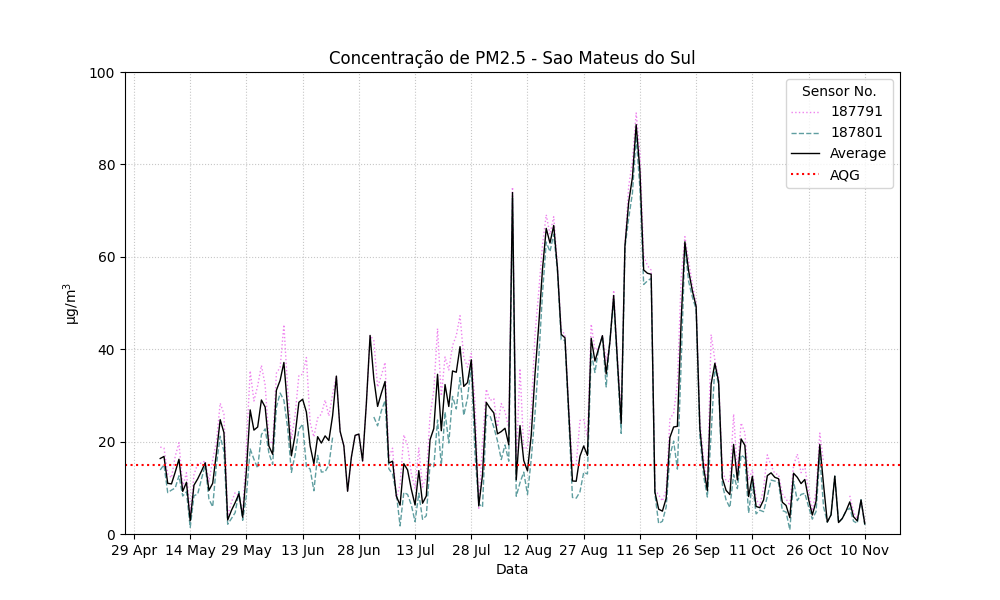 Concentração de PM2.5 - Sao Mateus do Sul
Sensor No.
187791
187801
Average
AQG
100
80
60
40
20
0
µg/m³
29 Apr 14 May 29 May 13 Jun 28 Jun 13 Jul 28 Jul 12 Aug 27 Aug 11 Sep 26 Sep 11 Oct 26 Oct 10 Nov
Data